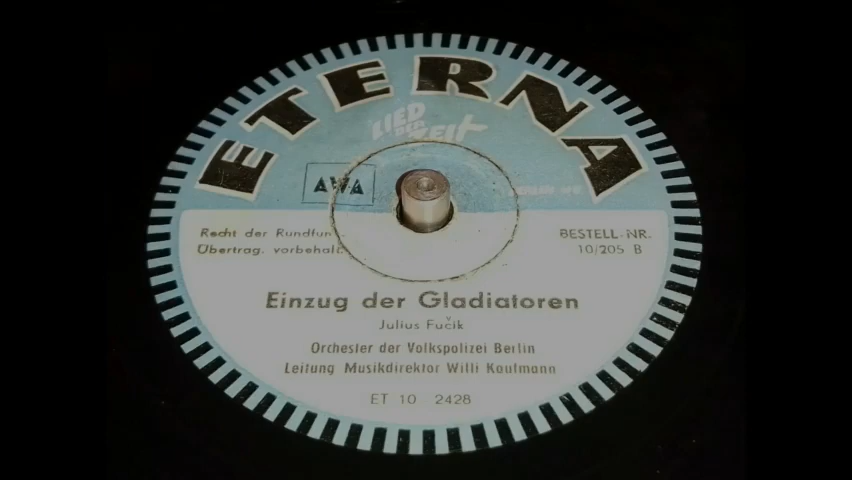 ETERNA
LIED
DER
ZEIT
AWA
BERLIN
Recht der Rundfun
Übertrag. vorbehalt
BESTELL-NR.
10/205 B
Einzug der Gladiatoren
Julius Fučik
Orchester der Volkspolizei Berlin
Leitung Musikdirektor Willi Kaufmann
ET 10 2428